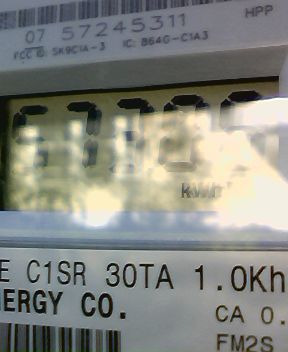 HPP
07 57245311
FCC ID: SK9C1A-3 IC: 864G-C1A3
KWH
E C1SR 30TA 1.0Kh
ERGY CO.
CA 0.
FM2S